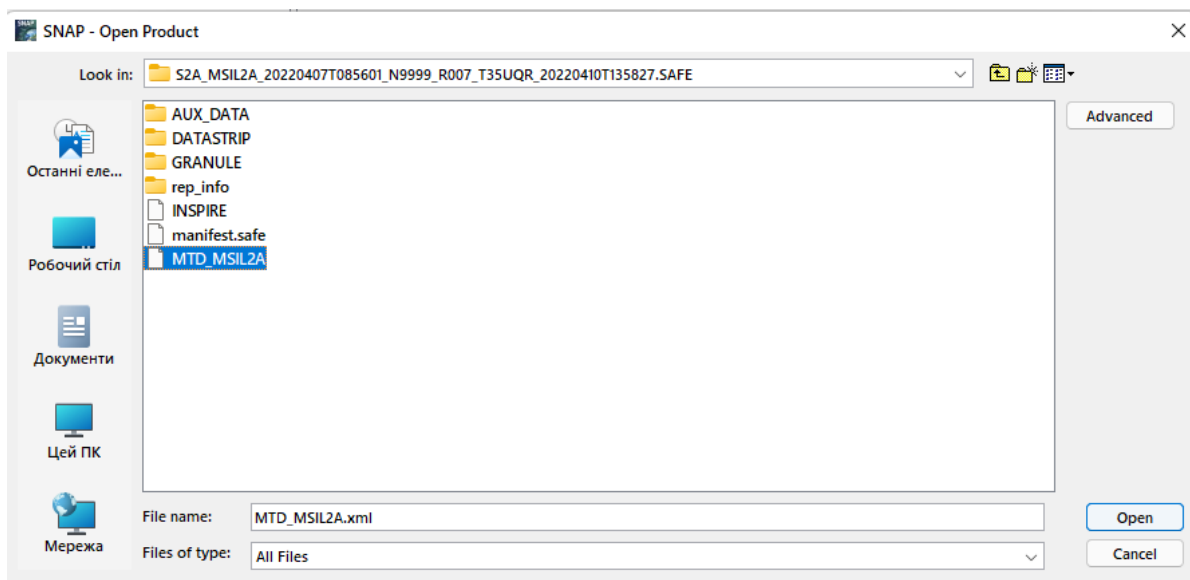 SNAP - Open Product
Look in: S2A_MSIL2A_20220407T085601_N9999_R007_T35UQR_20220410T135827.SAFE
Advanced
AUX_DATA
DATASTRIP
GRANULE
rep_info
INSPIRE
manifest.safe
MTD_MSIL2A
Останні еле...
Робочий стіл
Документи
Цей ПК
Мережа
File name: MTD_MSIL2A.xml
Open
Files of type: All Files
Cancel